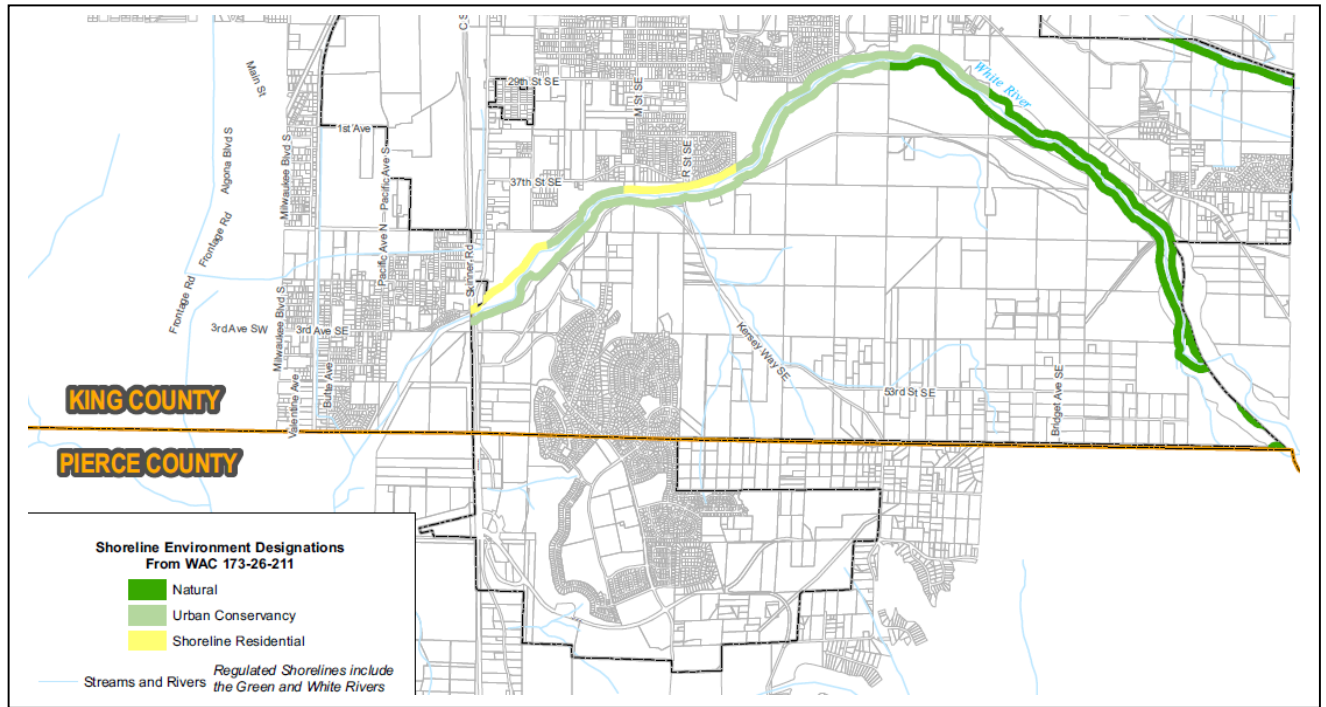 C S
Main St
29th St SE
M St SE
White River
1st Ave
Algona Blvd S
Milwaukee Blvd S
Pacific Ave S
R St SE
37th St SE
Pacific Ave N
Frontage Rd
Skinner Rd
Frontage Rd
3rd Ave SW
3rd Ave SE
Milwaukee Blvd S
Kersey Way SE
Butte Ave
Valentine Ave
53rd St SE
Bridget Ave SE
KING COUNTY
PIERCE COUNTY
Shoreline Environment Designations
From WAC 173-26-211
Natural
Urban Conservancy
Shoreline Residential
Streams and Rivers
Regulated Shorelines include
the Green and White Rivers